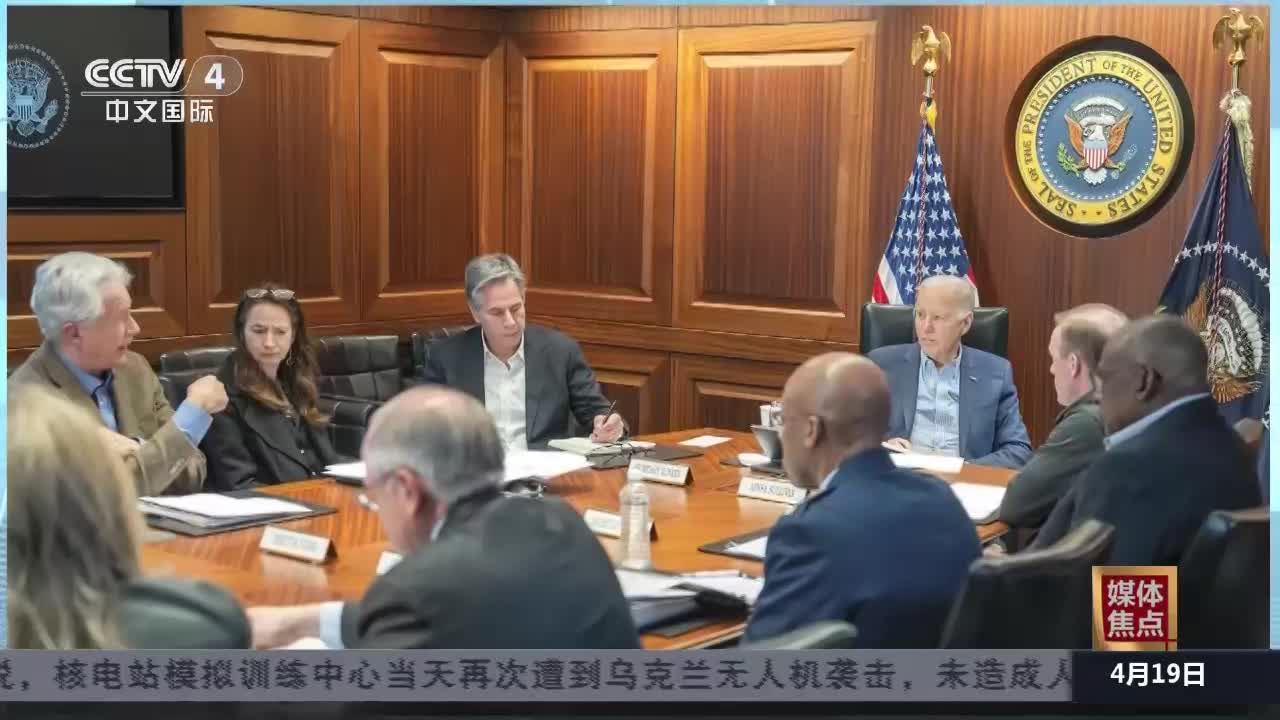 CCTV 4
中文国际
SEAL OF THE PRESIDENT OF THE UNITED STATES
媒体
焦点
，核电站模拟训练中心当天再次遭到乌克兰无人机袭击，未造成人
4月19日